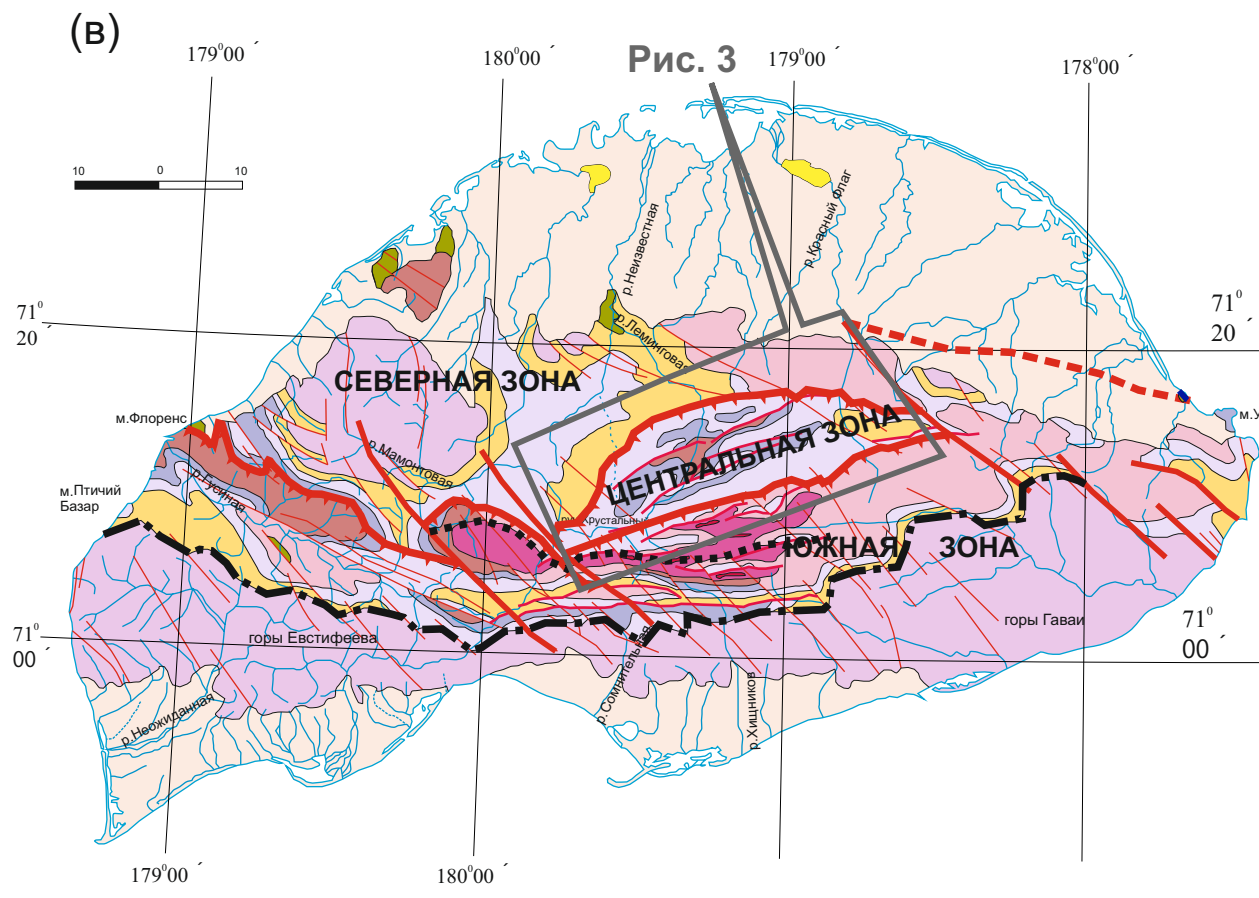 (в)
Рис. 3
179°00´
180°00´
179°00´
178°00´
10 0 10
р.Неизвестная
р.Красный Флаг
71°
20´
71°
20´
р.Лемингова
СЕВЕРНАЯ ЗОНА
м.Флоренс
м.У
ЦЕНТРАЛЬНАЯ ЗОНА
р.Мамонтовая
р.Гусиная
м.Птичий
Базар
Хрустальный
ЮЖНАЯ ЗОНА
71°
00´
71°
00´
горы Евстифеева
горы Гаваи
р.Сомнительная
р.Хищников
р.Неожиданная
179°00´
180°00´